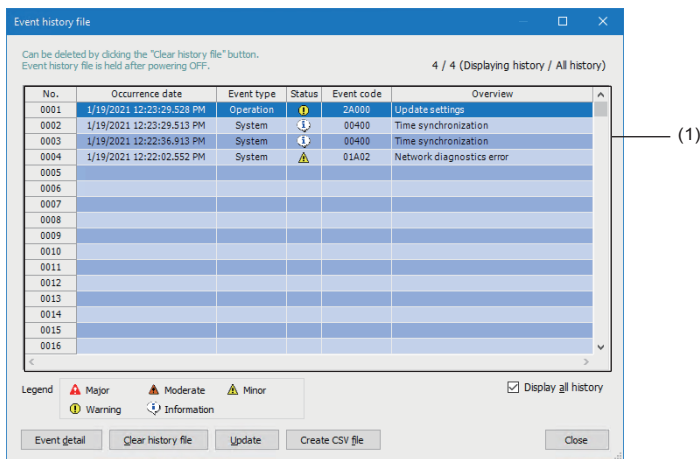 Event history file
Can be deleted by clicking the "Clear history file" button.
Event history file is held after powering OFF.
4 / 4 (Displaying history / All history)
No. Occurrence date Event type Status Event code Overview
0001 1/19/2021 12:23:29.528 PM Operation 2A000 Update settings
0002 1/19/2021 12:23:29.513 PM System 00400 Time synchronization
0003 1/19/2021 12:22:36.913 PM System 00400 Time synchronization
0004 1/19/2021 12:22:02.552 PM System 01A02 Network diagnostics error
0005
0006
0007
0008
0009
0010
0011
0012
0013
0014
0015
0016
(1)
Legend Major Moderate Minor
Warning Information
Display all history
Event detail Clear history file Update Create CSV file Close